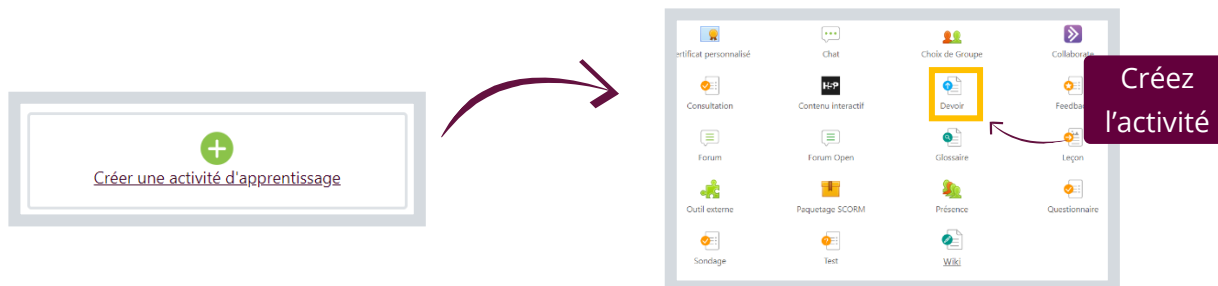 Créer une activité d'apprentissage
ertificat personnalisé
Chat
Choix de Groupe
Collaborate
Consultation
H-P
Contenu interactif
Devoir
Feedba
Forum
Forum Open
Glossaire
Leçon
Outil externe
Paquetage SCORM
Présence
Questionnaire
Sondage
Test
Wiki
Créez
l'activité